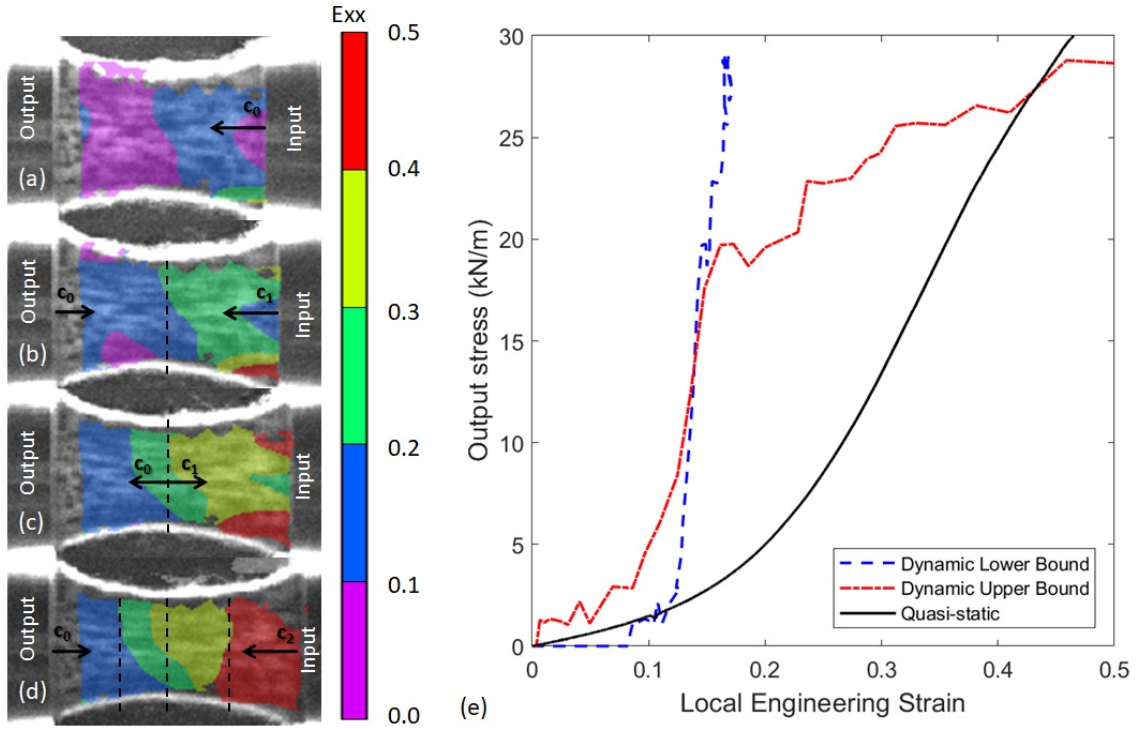 Exx
0.5
0.4
0.3
0.2
0.1
0.0
Output
c0
Input
(a)
Output
c0
c1
Input
(b)
Output
c0
c1
Input
(c)
Output
c0
c2
Input
(d)
(e)
Output stress (kN/m)
30
25
20
15
10
5
0
0
0.1
0.2
0.3
0.4
0.5
Local Engineering Strain
Dynamic Lower Bound
Dynamic Upper Bound
Quasi-static